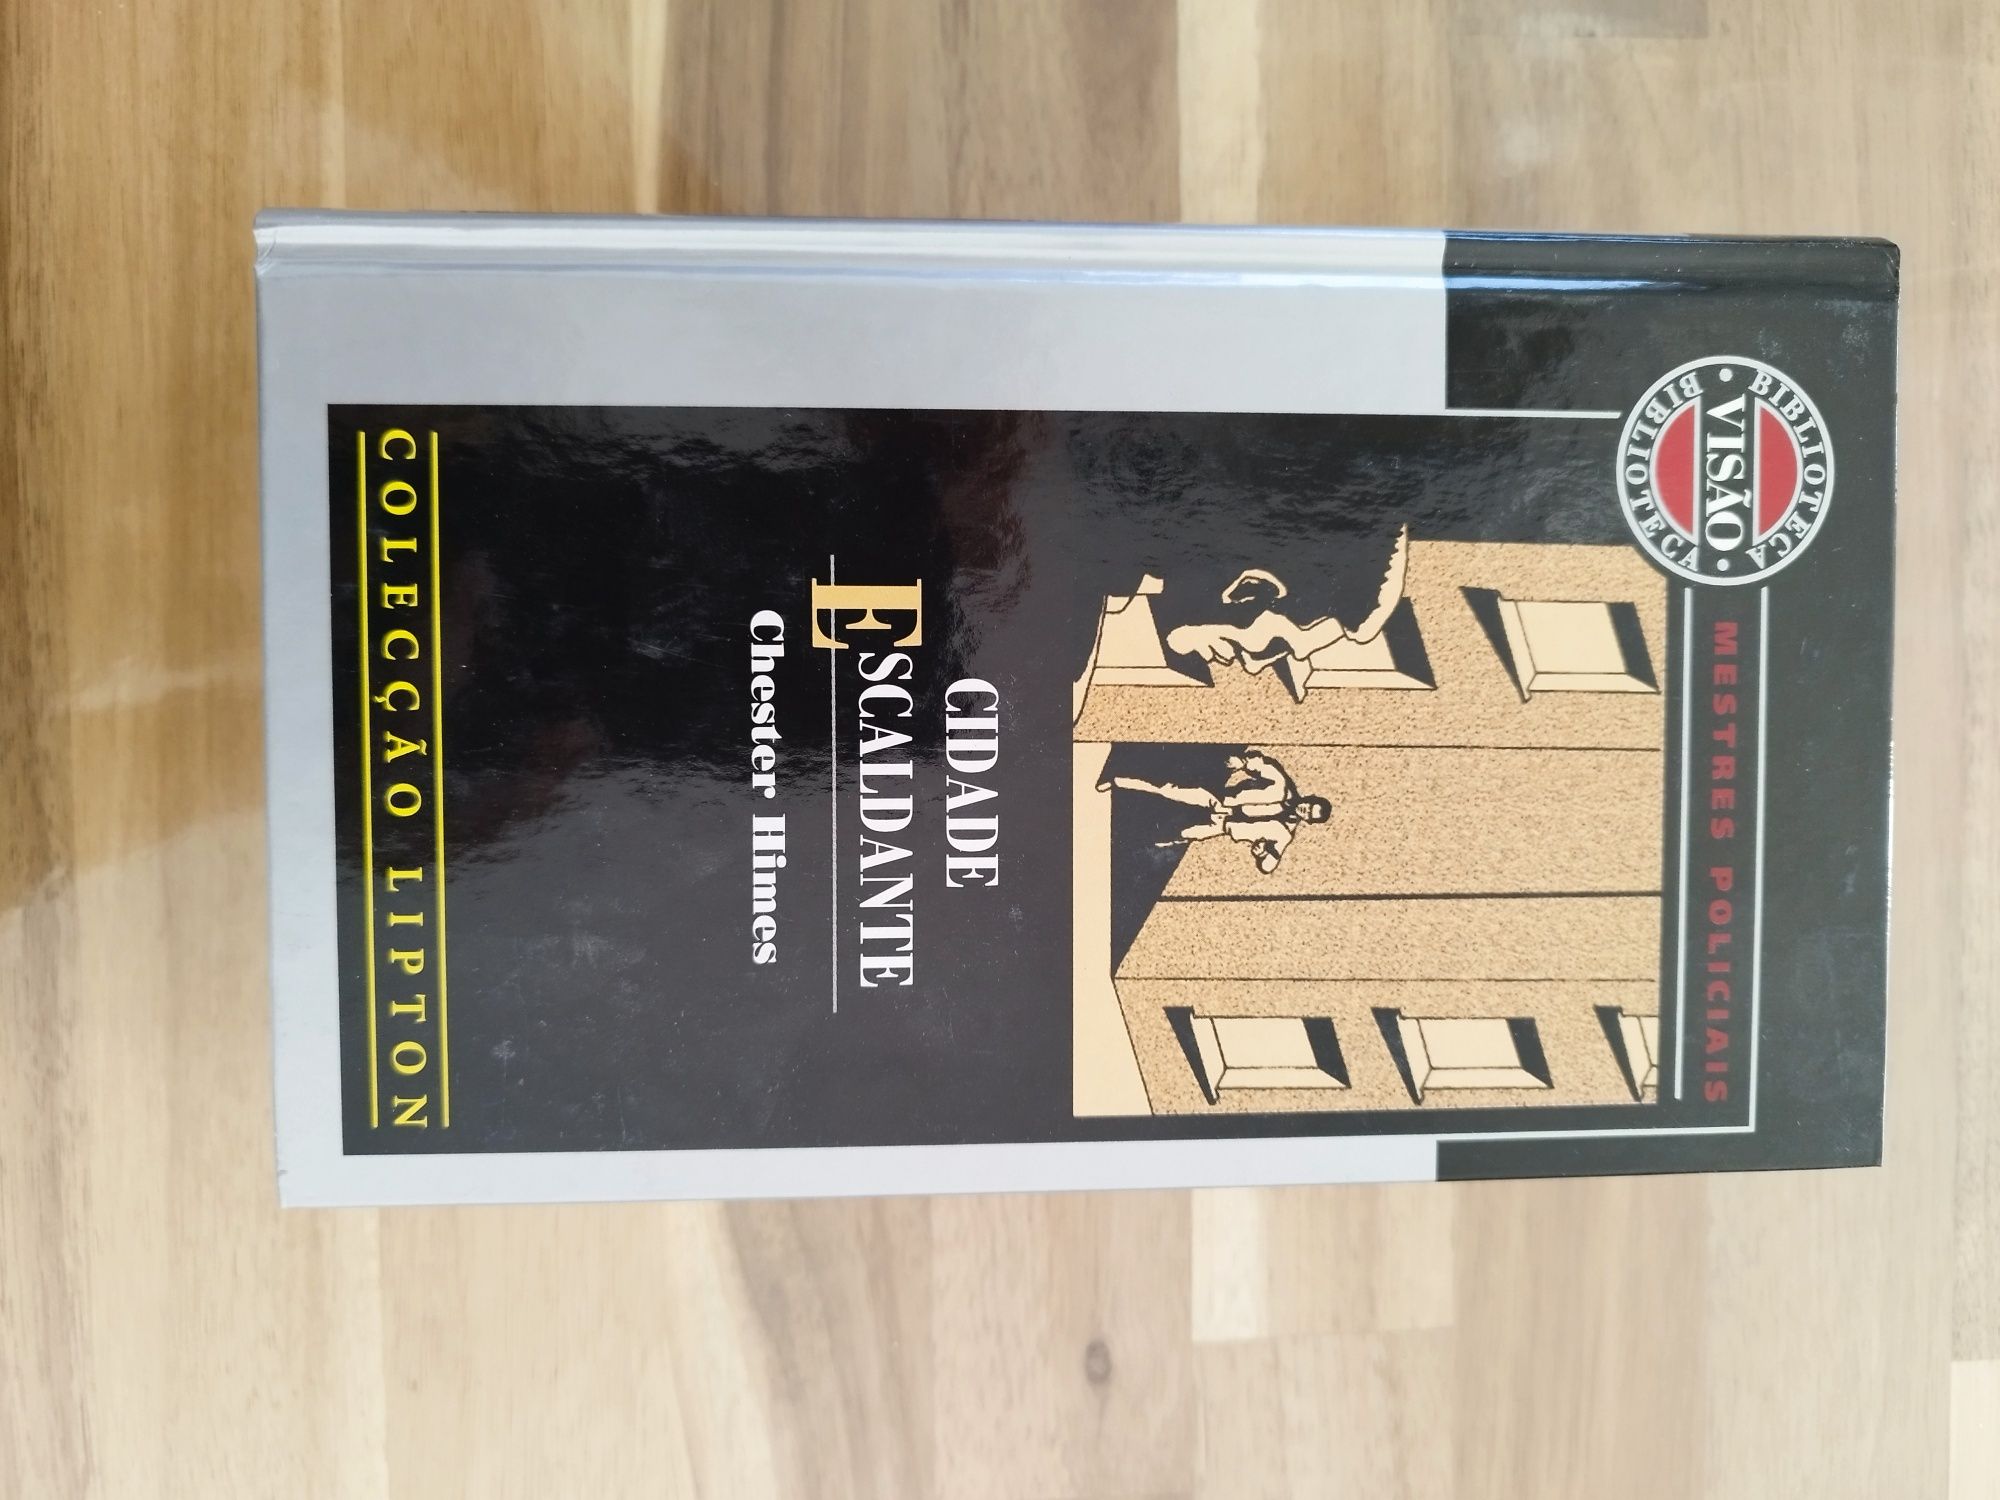 BIBLIOTECA
VISÃO
BIBLIOTECA
MESTRES POLICIAIS
CIDADE
ESCALDANTE
Chester Himes
COLECÇÃO LIPTON